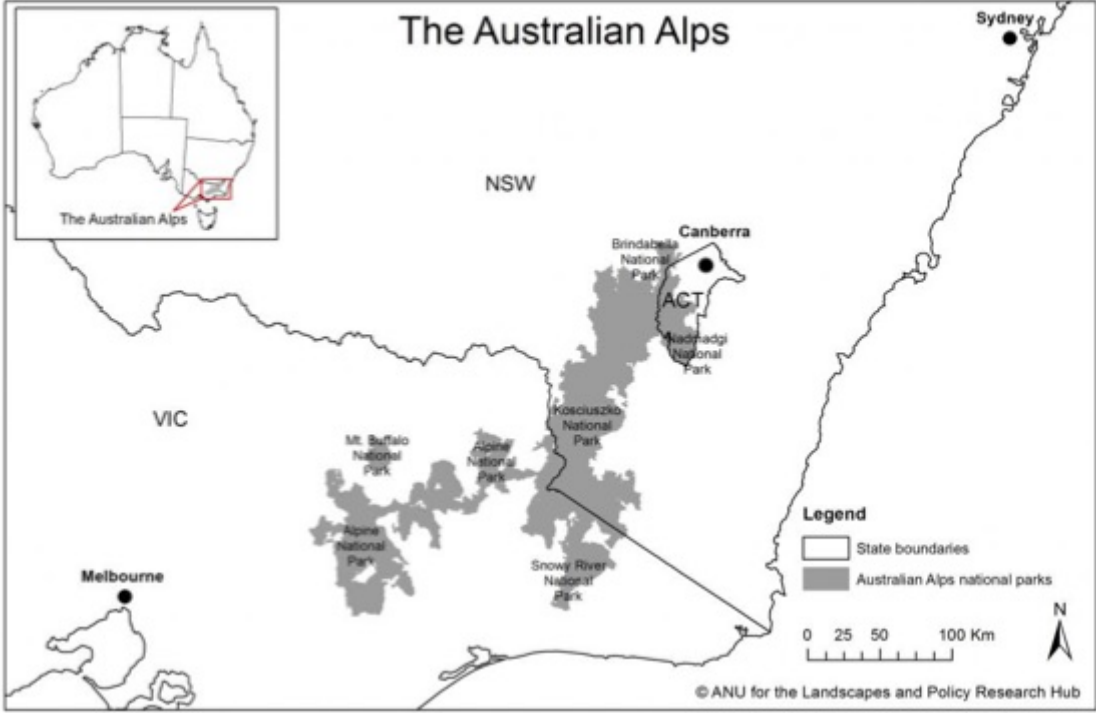 The Australian Alps
Sydney
The Australian Alps
NSW
Canberra
Brindabella
National
Park
ACT
Nadmadgi
National
Park
VIC
Kosciuszko
National
Park
Mt. Buffalo
National
Park
Alpine
National
Park
Alpine
National
Park
Snowy River
National
Park
Melbourne
Legend
State boundaries
Australian Alps national parks
N
0 25 50 100 Km
© ANU for the Landscapes and Policy Research Hub